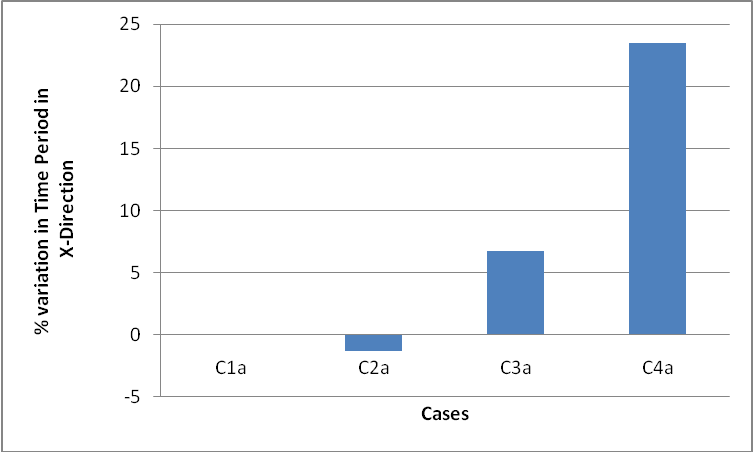 % variation in Time Period in
X-Direction
25
20
15
10
5
0
-5
C1a
C2a
C3a
C4a
Cases